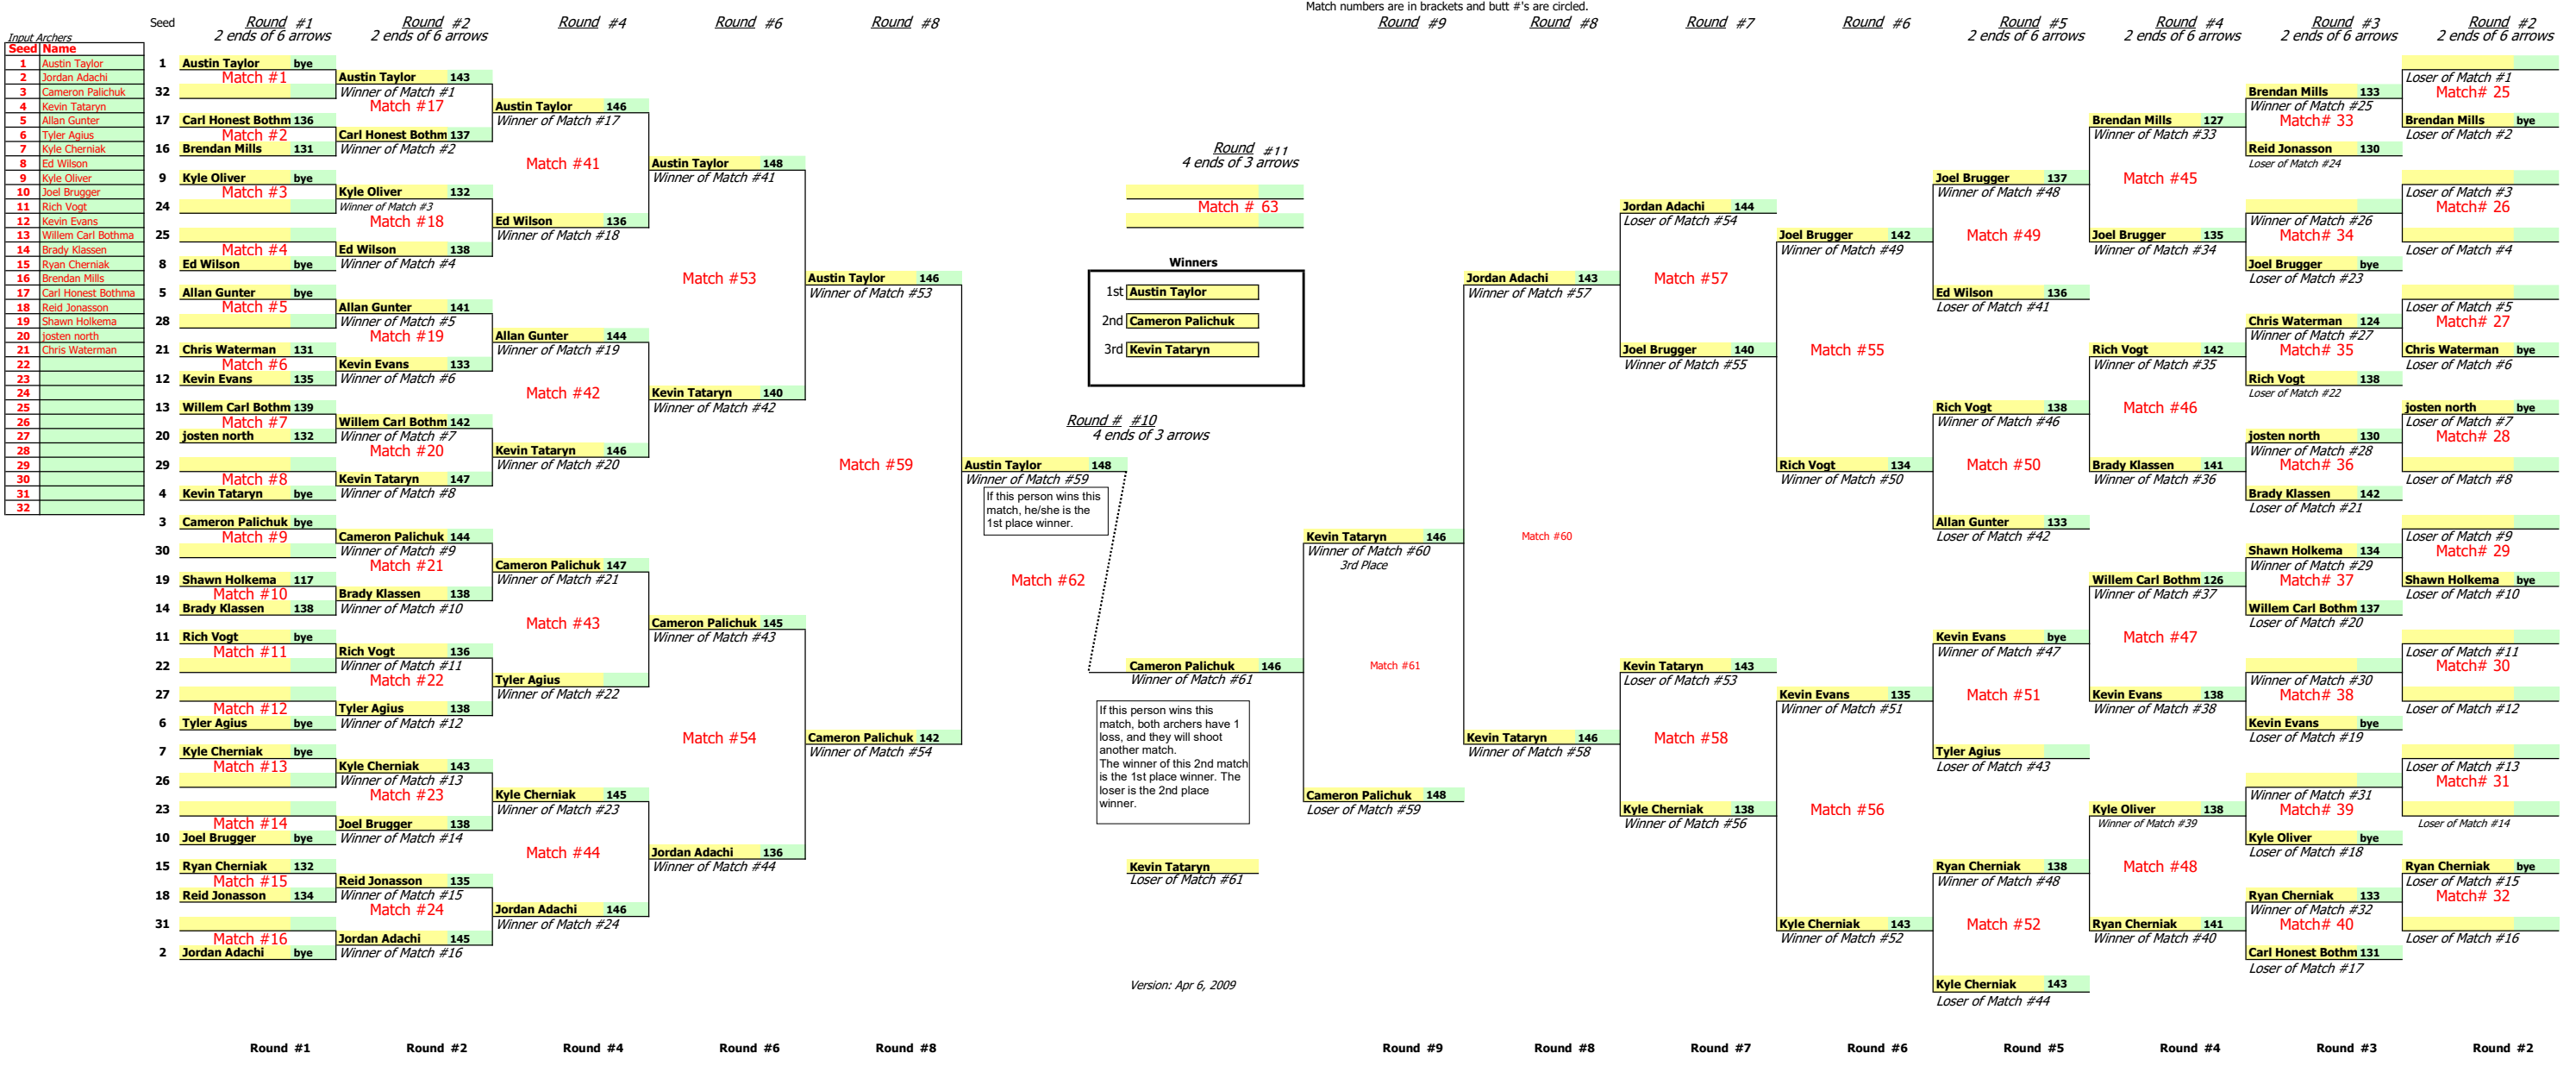 Match numbers are in brackets and butt #'s are circled.
Seed Round #1 Round #2 Round #4 Round #6 Round #8 Round #9 Round #8 Round #7 Round #6 Round #5 Round #4 Round #3 Round #2
2 ends of 6 arrows 2 ends of 6 arrows 2 ends of 6 arrows 2 ends of 6 arrows 2 ends of 6 arrows 2 ends of 6 arrows
Input Archers
Seed Name
1 Austin Taylor
2 Jordan Adachi
3 Cameron Palichuk
4 Kevin Tataryn
5 Allan Gunter
6 Tyler Agius
7 Kyle Cherniak
8 Ed Wilson
9 Kyle Oliver
10 Joel Brugger
11 Rich Vogt
12 Kevin Evans
13 Willem Carl Bothma
14 Brady Klassen
15 Ryan Cherniak
16 Brendan Mills
17 Carl Honest Bothma
18 Reid Jonasson
19 Shawn Holkema
20 josten north
21 Chris Waterman
22
23
24
25
26
27
28
29
30
31
32
1 Austin Taylor bye
Match #1
32
17 Carl Honest Bothm 136
Match #2
16 Brendan Mills 131
9 Kyle Oliver bye
Match #3
24
25
Match #4
8 Ed Wilson bye
5 Allan Gunter bye
Match #5
28
21 Chris Waterman 131
Match #6
12 Kevin Evans 135
13 Willem Carl Bothm 139
Match #7
20 josten north 132
29
Match #8
4 Kevin Tataryn bye
3 Cameron Palichuk bye
Match #9
30
19 Shawn Holkema 117
Match #10
14 Brady Klassen 138
11 Rich Vogt bye
Match #11
22
27
Match #12
6 Tyler Agius bye
7 Kyle Cherniak bye
Match #13
26
23
Match #14
10 Joel Brugger bye
15 Ryan Cherniak 132
Match #15
18 Reid Jonasson 134
31
Match #16
2 Jordan Adachi bye
Austin Taylor 143
Winner of Match #1
Match #17
Carl Honest Bothm 137
Winner of Match #2
Kyle Oliver 132
Winner of Match #3
Match #18
Ed Wilson 138
Winner of Match #4
Allan Gunter 141
Winner of Match #5
Match #19
Kevin Evans 133
Winner of Match #6
Willem Carl Bothm 142
Winner of Match #7
Match #20
Kevin Tataryn 147
Winner of Match #8
Cameron Palichuk 144
Winner of Match #9
Match #21
Brady Klassen 138
Winner of Match #10
Rich Vogt 136
Winner of Match #11
Match #22
Tyler Agius 138
Winner of Match #12
Kyle Cherniak 143
Winner of Match #13
Match #23
Joel Brugger 138
Winner of Match #14
Reid Jonasson 135
Winner of Match #15
Match #24
Jordan Adachi 145
Winner of Match #16
Austin Taylor 146
Winner of Match #17
Match #41
Ed Wilson 136
Winner of Match #18
Allan Gunter 144
Winner of Match #19
Match #42
Kevin Tataryn 146
Winner of Match #20
Cameron Palichuk 147
Winner of Match #21
Match #43
Tyler Agius
Winner of Match #22
Kyle Cherniak 145
Winner of Match #23
Match #44
Jordan Adachi 146
Winner of Match #24
Austin Taylor 148
Winner of Match #41
Match #53
Kevin Tataryn 140
Winner of Match #42
Cameron Palichuk 145
Winner of Match #43
Match #54
Jordan Adachi 136
Winner of Match #44
Austin Taylor 146
Winner of Match #53
Match #59
Cameron Palichuk 142
Winner of Match #54
Austin Taylor 148
Winner of Match #59
If this person wins this
match, he/she is the
1st place winner.
Match #62
Round #11
4 ends of 3 arrows
Match # 63
Winners
1st Austin Taylor
2nd Cameron Palichuk
3rd Kevin Tataryn
Round # #10
4 ends of 3 arrows
Cameron Palichuk 146
Winner of Match #61
If this person wins this
match, both archers have 1
loss, and they will shoot
another match.
The winner of this 2nd match
is the 1st place winner. The
loser is the 2nd place
winner.
Kevin Tataryn
Loser of Match #61
Version: Apr 6, 2009
Kevin Tataryn 146
Winner of Match #60
3rd Place
Match #61
Cameron Palichuk 148
Loser of Match #59
Jordan Adachi 143
Winner of Match #57
Match #60
Kevin Tataryn 146
Winner of Match #58
Jordan Adachi 144
Loser of Match #54
Match #57
Joel Brugger 140
Winner of Match #55
Kevin Tataryn 143
Loser of Match #53
Match #58
Kyle Cherniak 138
Winner of Match #56
Joel Brugger 142
Winner of Match #49
Match #55
Rich Vogt 134
Winner of Match #50
Kevin Evans 135
Winner of Match #51
Match #56
Kyle Cherniak 143
Winner of Match #52
Joel Brugger 137
Winner of Match #48
Match #49
Ed Wilson 136
Loser of Match #41
Rich Vogt 138
Winner of Match #46
Match #50
Allan Gunter 133
Loser of Match #42
Kevin Evans bye
Winner of Match #47
Match #51
Tyler Agius
Loser of Match #43
Ryan Cherniak 138
Winner of Match #48
Match #52
Kyle Cherniak 143
Loser of Match #44
Brendan Mills 127
Winner of Match #33
Match #45
Joel Brugger 135
Winner of Match #34
Rich Vogt 142
Winner of Match #35
Match #46
Brady Klassen 141
Winner of Match #36
Willem Carl Bothm 126
Winner of Match #37
Match #47
Kevin Evans 138
Winner of Match #38
Kyle Oliver 138
Winner of Match #39
Match #48
Ryan Cherniak 141
Winner of Match #40
Brendan Mills 133
Winner of Match #25
Match# 33
Reid Jonasson 130
Loser of Match #24
Winner of Match #26
Match# 34
Joel Brugger bye
Loser of Match #23
Chris Waterman 124
Winner of Match #27
Match# 35
Rich Vogt 138
Loser of Match #22
josten north 130
Winner of Match #28
Match# 36
Brady Klassen 142
Loser of Match #21
Shawn Holkema 134
Winner of Match #29
Match# 37
Willem Carl Bothm 137
Loser of Match #20
Winner of Match #30
Match# 38
Kevin Evans bye
Loser of Match #19
Winner of Match #31
Match# 39
Kyle Oliver bye
Loser of Match #18
Ryan Cherniak 133
Winner of Match #32
Match# 40
Carl Honest Bothm 131
Loser of Match #17
Loser of Match #1
Match# 25
Brendan Mills bye
Loser of Match #2
Loser of Match #3
Match# 26
Loser of Match #4
Loser of Match #5
Match# 27
Chris Waterman bye
Loser of Match #6
josten north bye
Loser of Match #7
Match# 28
Loser of Match #8
Loser of Match #9
Match# 29
Shawn Holkema bye
Loser of Match #10
Loser of Match #11
Match# 30
Loser of Match #12
Loser of Match #13
Match# 31
Loser of Match #14
Ryan Cherniak bye
Loser of Match #15
Match# 32
Loser of Match #16
Round #1 Round #2 Round #4 Round #6 Round #8 Round #9 Round #8 Round #7 Round #6 Round #5 Round #4 Round #3 Round #2